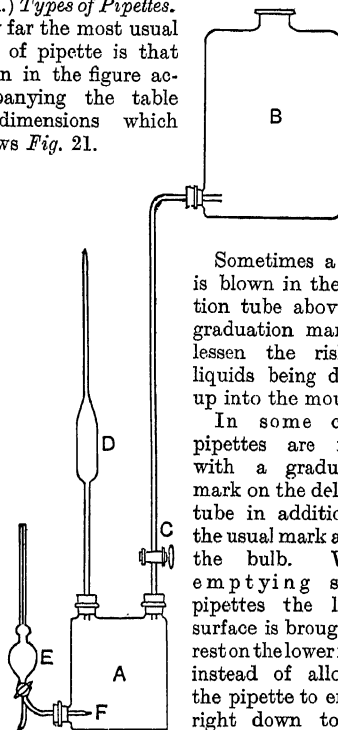 .) Types of Pipettes.
far the most usual
of pipette is that
n in the figure ac-
panying the table
dimensions which
ws Fig. 21.
B
Sometimes a
is blown in the
tion tube abov
graduation mar
lessen the ris
liquids being d
up into the mou
In some c
pipettes are
with a gradu
mark on the del
tube in additio
the usual mark a
the bulb.
emptying s
pipettes the l
surface is broug
rest on the lower
instead of allo
the pipette to e
right down to
D
C
E
A
F